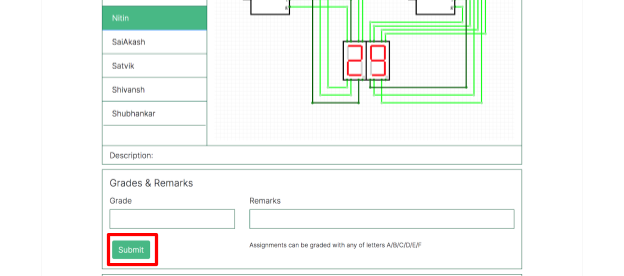 Nitin
SaiAkash
Satvik
Shivansh
Shubhankar
29
Description:
Grades & Remarks
Grade
Remarks
Submit
Assignments can be graded with any of letters A/B/C/D/E/F